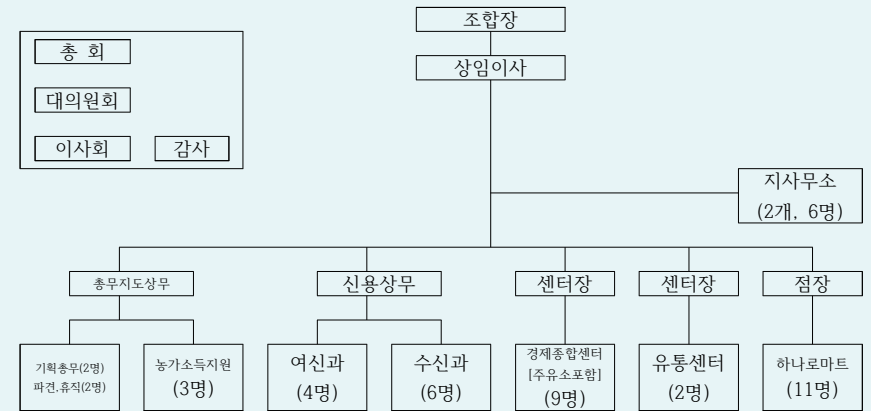 조합장
총 회
상임이사
대의원회
이사회
감사
지사무소
(2개, 6명)
총무지도상무
신용상무
센터장
센터장
점장
기획총무(2명)
파견,휴직(2명)
농가소득지원
(3명)
여신과
(4명)
수신과
(6명)
경제종합센터
[주유소포함]
(9명)
유통센터
(2명)
하나로마트
(11명)